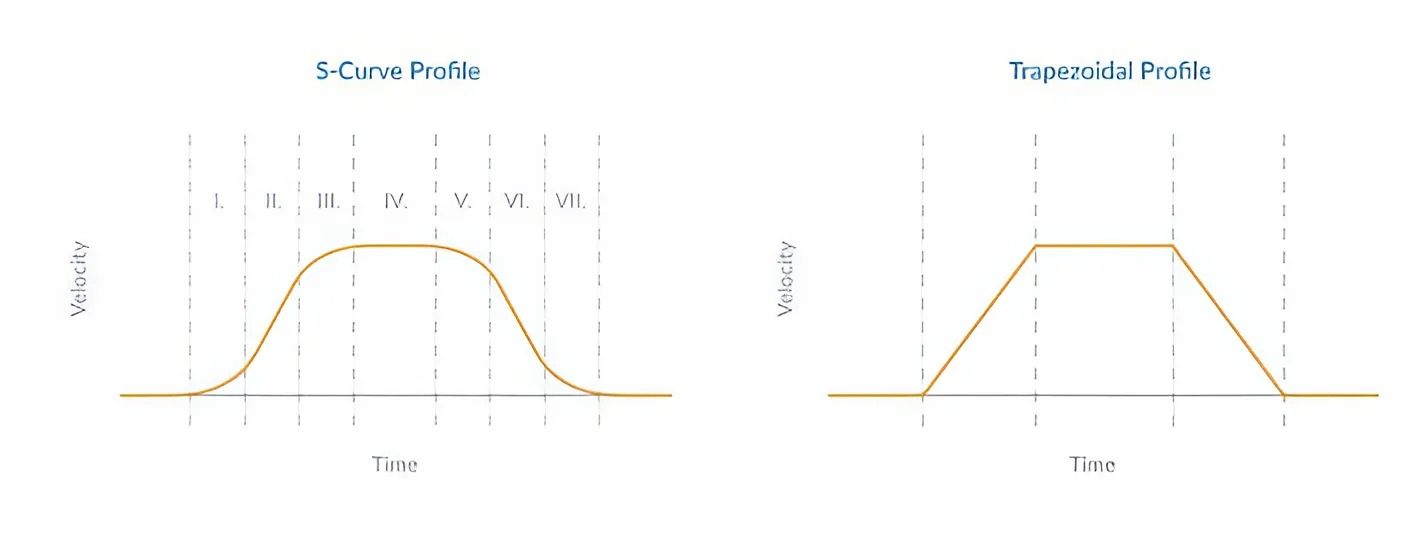 S-Curve Profile
I. II. III. IV. V. VI. VII.
Velocity
Time
Trapezoidal Profile
Velocity
Time